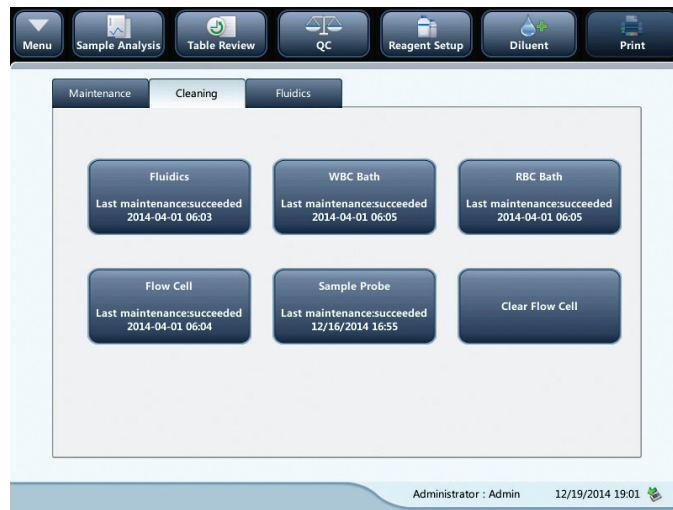 Menu
Sample Analysis
Table Review
QC
Reagent Setup
Diluent
Print
Maintenance
Cleaning
Fluidics
Fluidics
Last maintenance:succeeded
2014-04-01 06:03
WBC Bath
Last maintenance:succeeded
2014-04-01 06:05
RBC Bath
Last maintenance:succeeded
2014-04-01 06:05
Flow Cell
Last maintenance:succeeded
2014-04-01 06:04
Sample Probe
Last maintenance:succeeded
12/16/2014 16:55
Clear Flow Cell
Administrator : Admin
12/19/2014 19:01